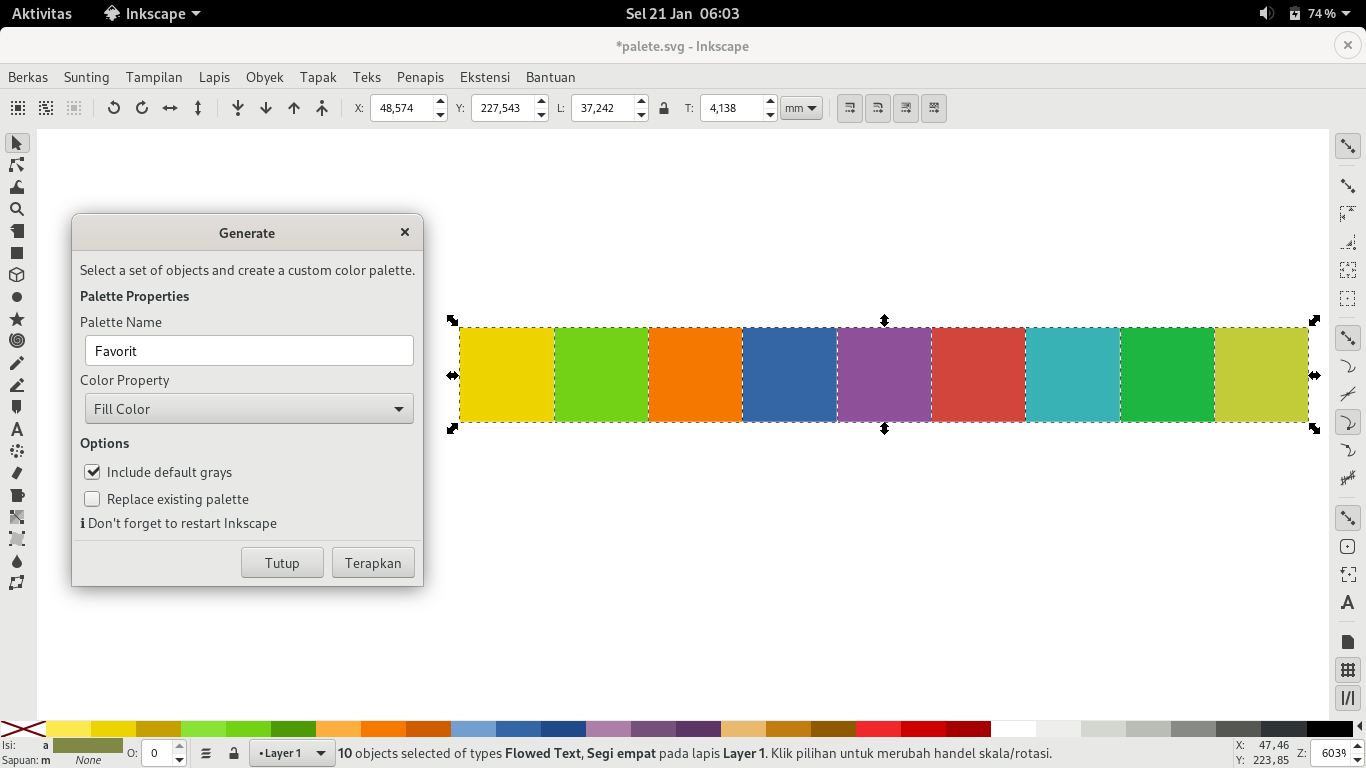 Aktivitas Inkscape Sel 21 Jan 06:03 74 %
*palete.svg - Inkscape
Berkas Sunting Tampilan Lapis Obyek Tapak Teks Penapis Ekstensi Bantuan
X: 48,574 Y: 227,543 L: 37,242 T: 4,138 mm
Generate
Select a set of objects and create a custom color palette.
Palette Properties
Palette Name
Favorit
Color Property
Fill Color
Options
Include default grays
Replace existing palette
Don't forget to restart Inkscape
Tutup Terapkan
Isi: a O: 0 •Layer 1 10 objects selected of types Flowed Text, Segi empat pada lapis Layer 1. Klik pilihan untuk merubah handel skala/rotasi. X: 47,46 Z: 603%
Sapuan: m None Y: 223,85